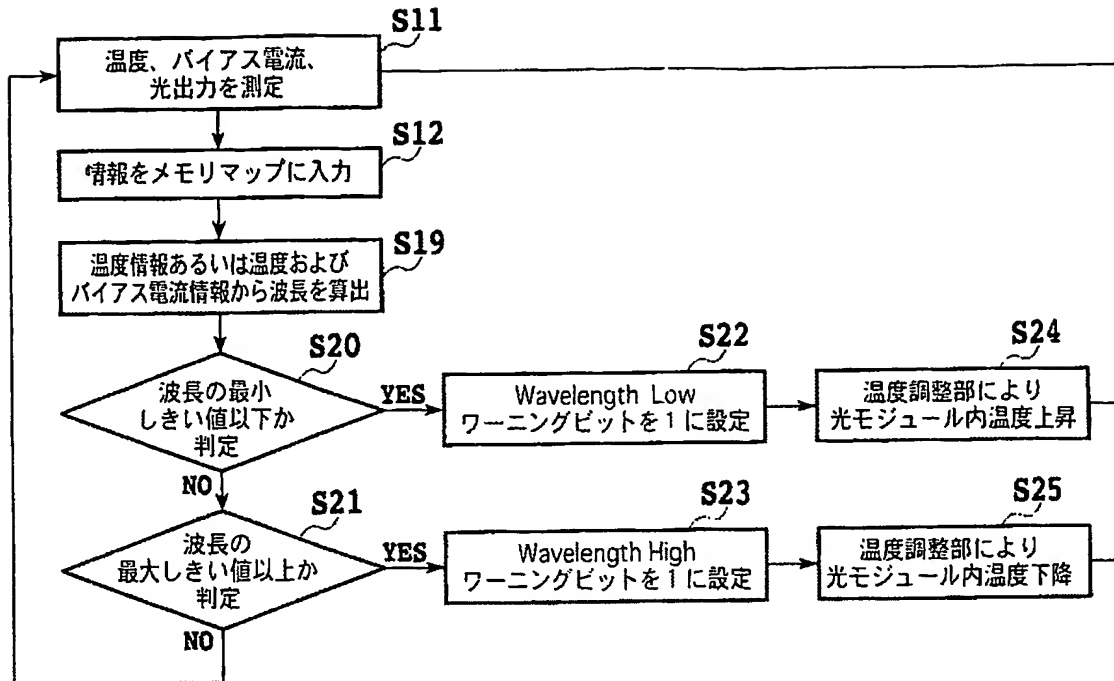 S11
温度、バイアス電流、
光出力を測定
S12
情報をメモリマップに入力
S19
温度情報あるいは温度および
バイアス電流情報から波長を算出
S20
波長の最小
しきい値以下か
判定
YES
NO
S22
Wavelength Low
ワーニングビットを1に設定
S24
温度調整部により
光モジュール内温度上昇
S21
波長の
最大しきい値以上か
判定
YES
NO
S23
Wavelength High
ワーニングビットを1に設定
S25
温度調整部により
光モジュール内温度下降